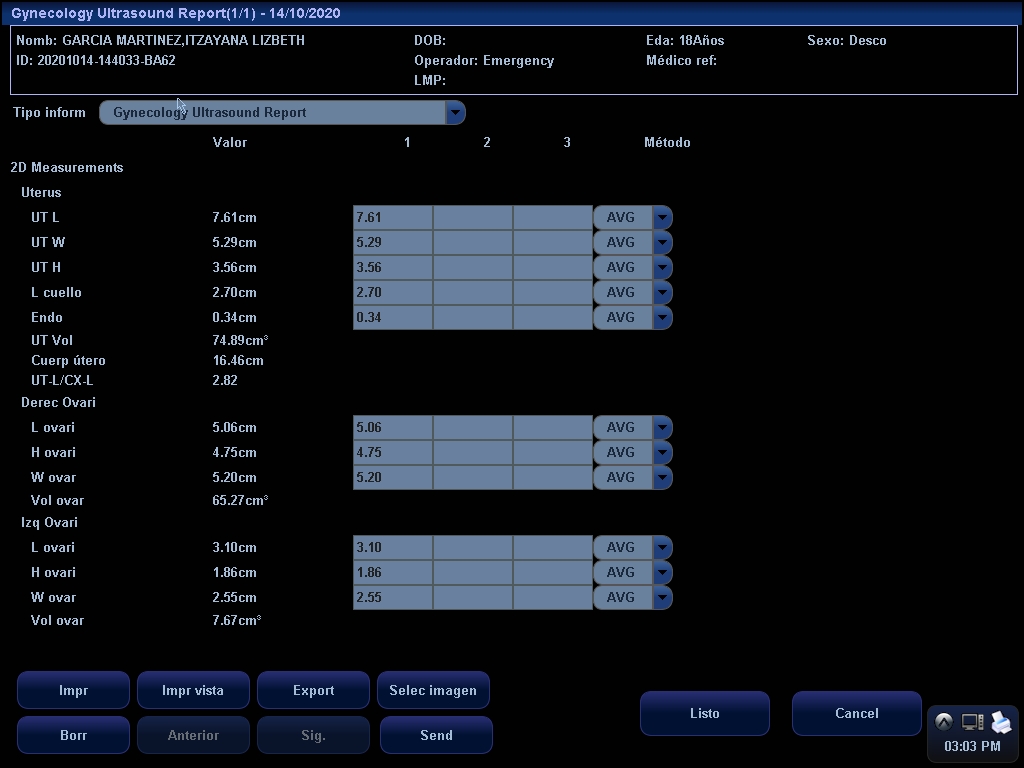 Gynecology Ultrasound Report(1/1) - 14/10/2020
Nomb: GARCIA MARTINEZ,ITZAYANA LIZBETH DOB: Eda: 18Años Sexo: Desco
ID: 20201014-144033-BA62 Operador: Emergency Médico ref:
LMP:
Tipo inform Gynecology Ultrasound Report
Valor 1 2 3 Método
2D Measurements
Uterus
UT L 7.61cm 7.61 AVG
UT W 5.29cm 5.29 AVG
UT H 3.56cm 3.56 AVG
L cuello 2.70cm 2.70 AVG
Endo 0.34cm 0.34 AVG
UT Vol 74.89cm³
Cuerp útero 16.46cm
UT-L/CX-L 2.82
Derec Ovari
L ovari 5.06cm 5.06 AVG
H ovari 4.75cm 4.75 AVG
W ovar 5.20cm 5.20 AVG
Vol ovar 65.27cm³
Izq Ovari
L ovari 3.10cm 3.10 AVG
H ovari 1.86cm 1.86 AVG
W ovar 2.55cm 2.55 AVG
Vol ovar 7.67cm³
Impr Impr vista Export Selec imagen
Listo Cancel
Borr Anterior Sig. Send
03:03 PM